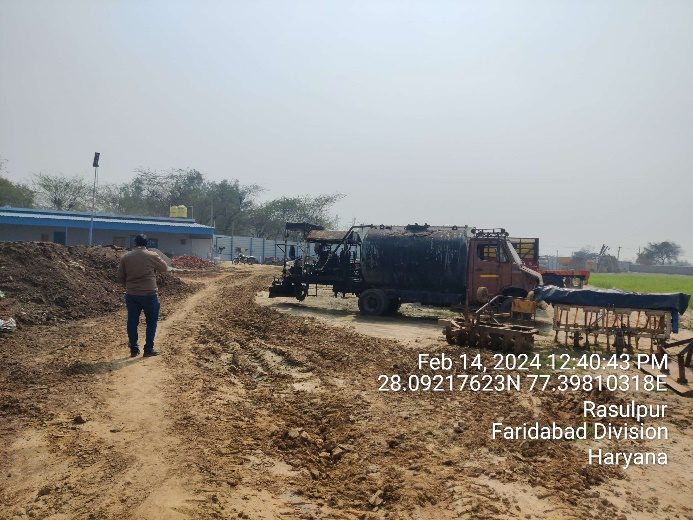 Feb 14, 2024 12:40:43 PM
28.09217623N 77.39810318E
Rasulpur
Faridabad Division
Haryana